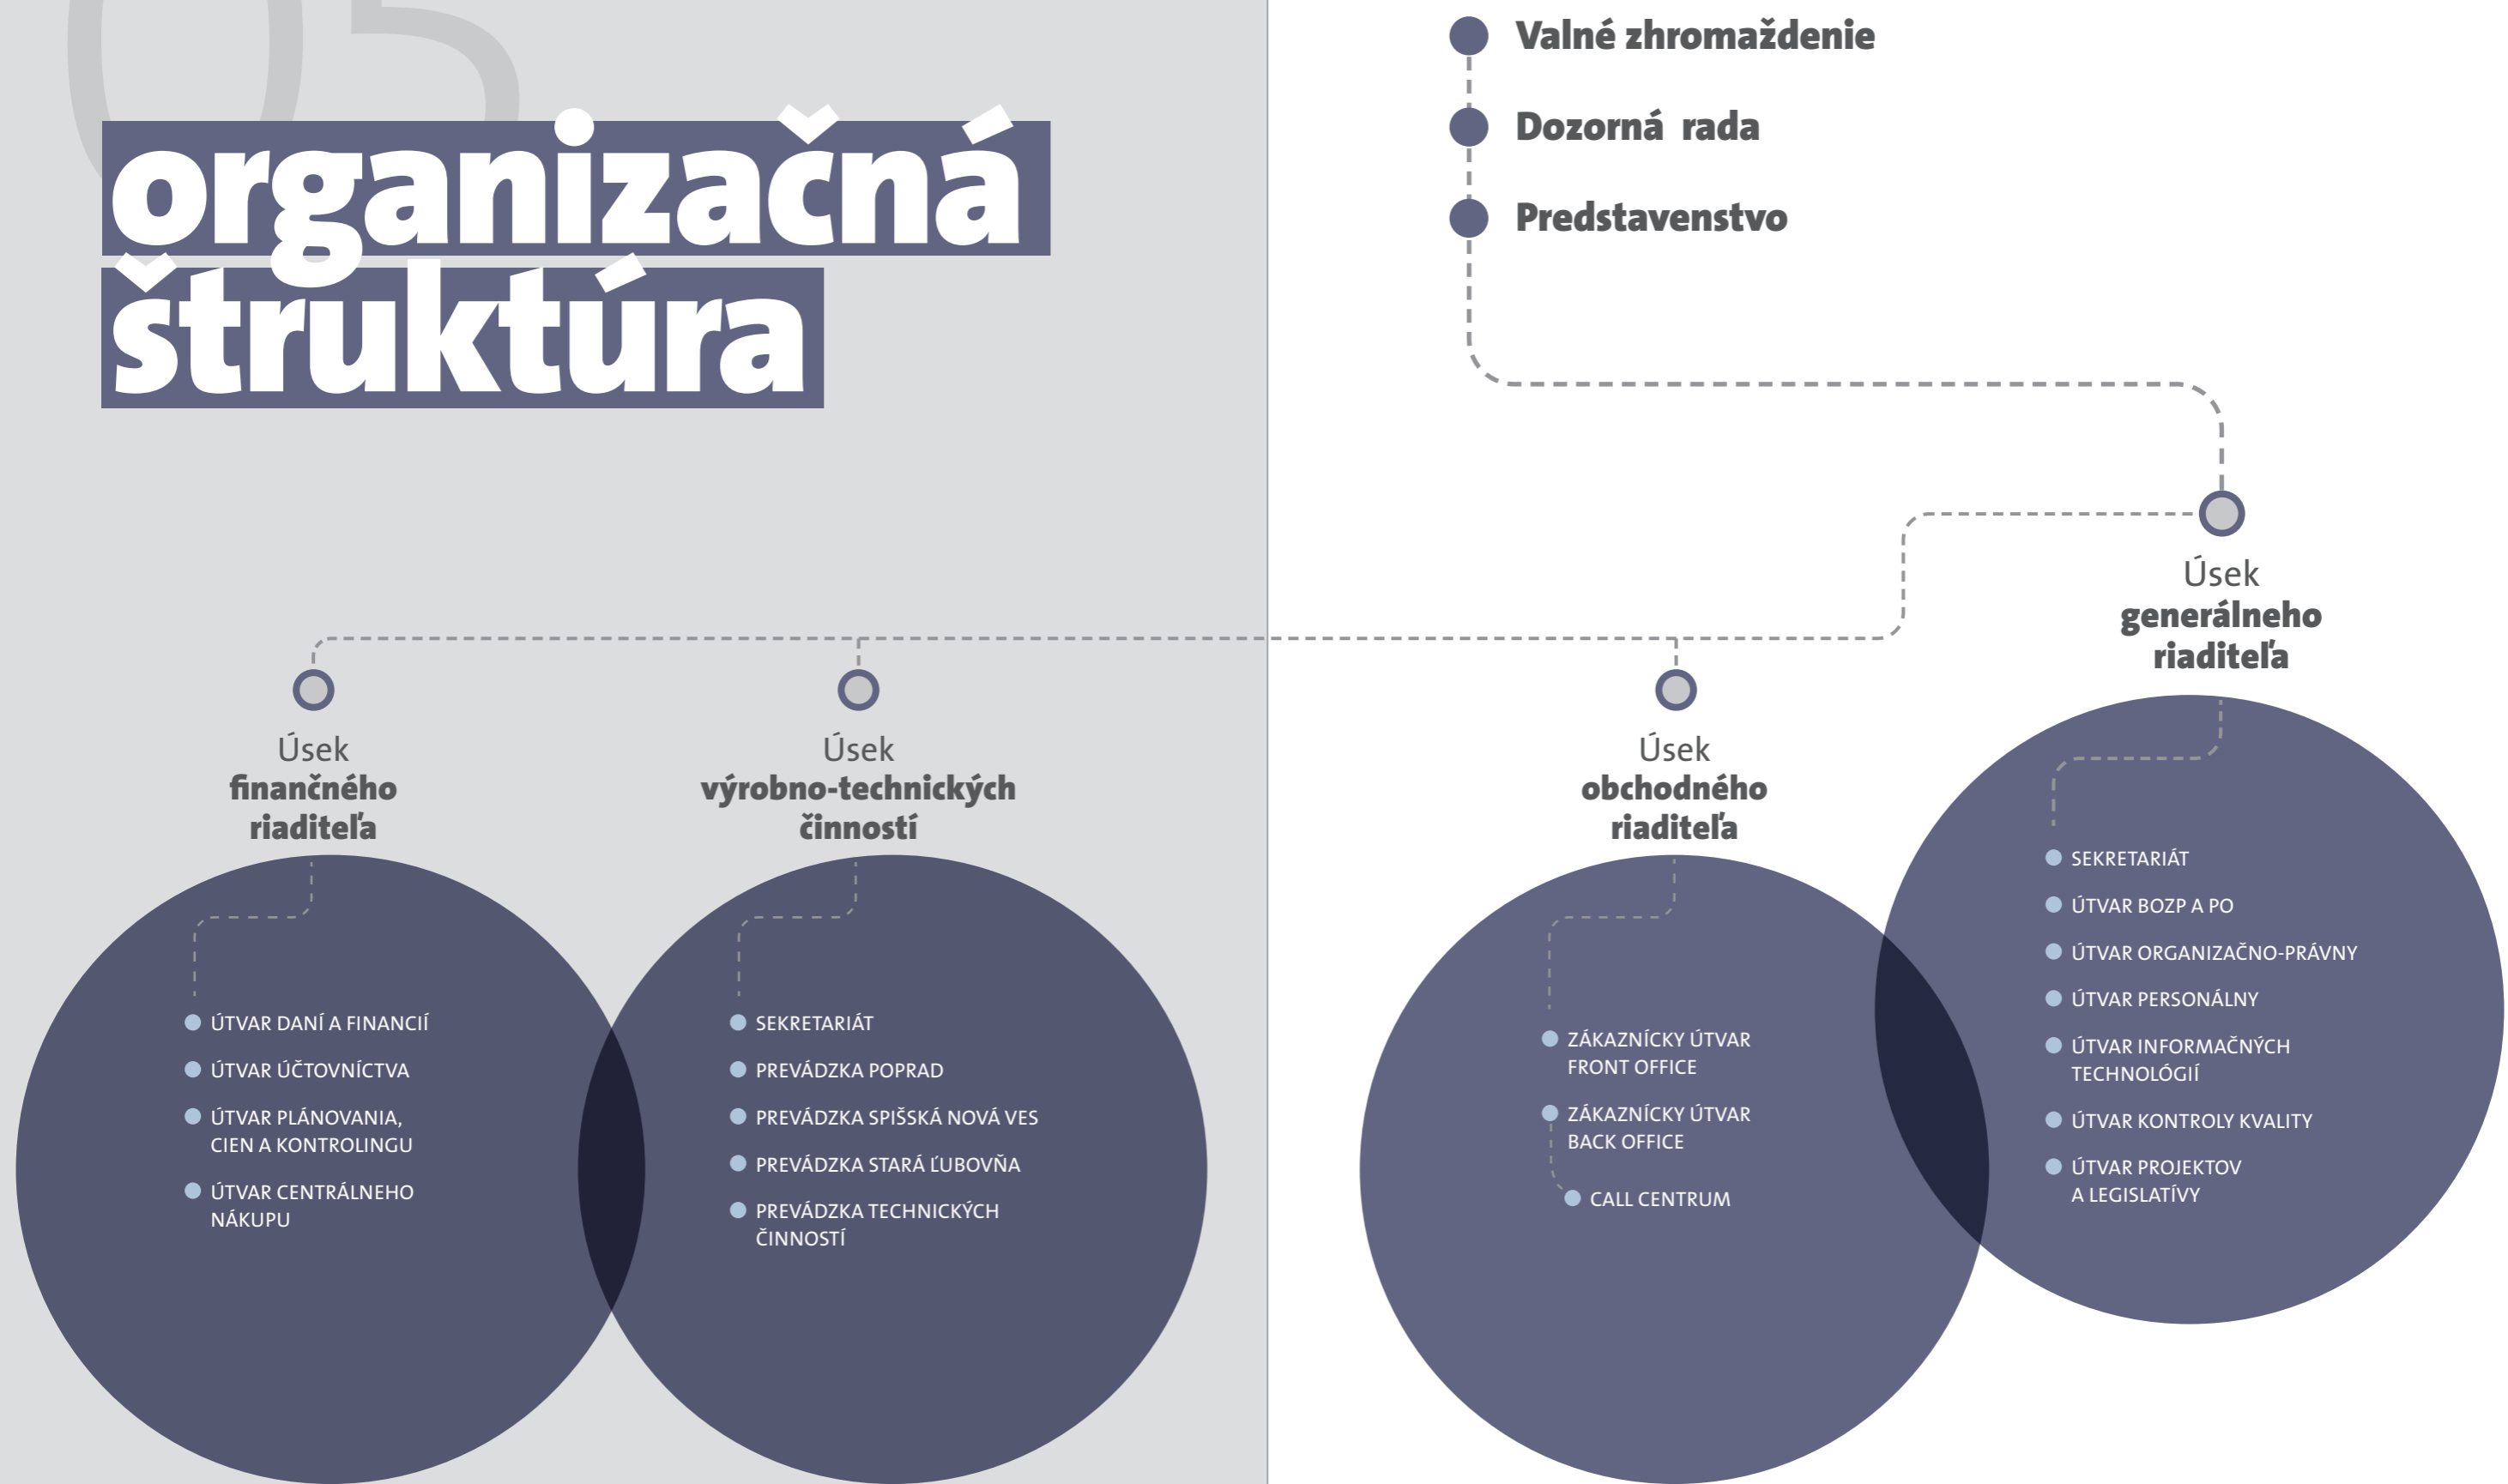 05
organizačná
štruktúra
Valné zhromaždenie
Dozorná rada
Predstavenstvo
Úsek
generálneho
riaditeľa
Úsek
finančného
riaditeľa
Úsek
výrobno-technických
činností
Úsek
obchodného
riaditeľa
ÚTVAR DANÍ A FINANCIÍ
ÚTVAR ÚČTOVNÍCTVA
ÚTVAR PLÁNOVANIA,
CIEN A KONTROLINGU
ÚTVAR CENTRÁLNEHO
NÁKUPU
SEKRETARIÁT
PREVÁDZKA POPRAD
PREVÁDZKA SPIŠSKÁ NOVÁ VES
PREVÁDZKA STARÁ ĽUBOVŇA
PREVÁDZKA TECHNICKÝCH
ČINNOSTÍ
ZÁKAZNÍCKY ÚTVAR
FRONT OFFICE
ZÁKAZNÍCKY ÚTVAR
BACK OFFICE
CALL CENTRUM
SEKRETARIÁT
ÚTVAR BOZP A PO
ÚTVAR ORGANIZAČNO-PRÁVNY
ÚTVAR PERSONÁLNY
ÚTVAR INFORMAČNÝCH
TECHNOLÓGIÍ
ÚTVAR KONTROLY KVALITY
ÚTVAR PROJEKTOV
A LEGISLATÍVY